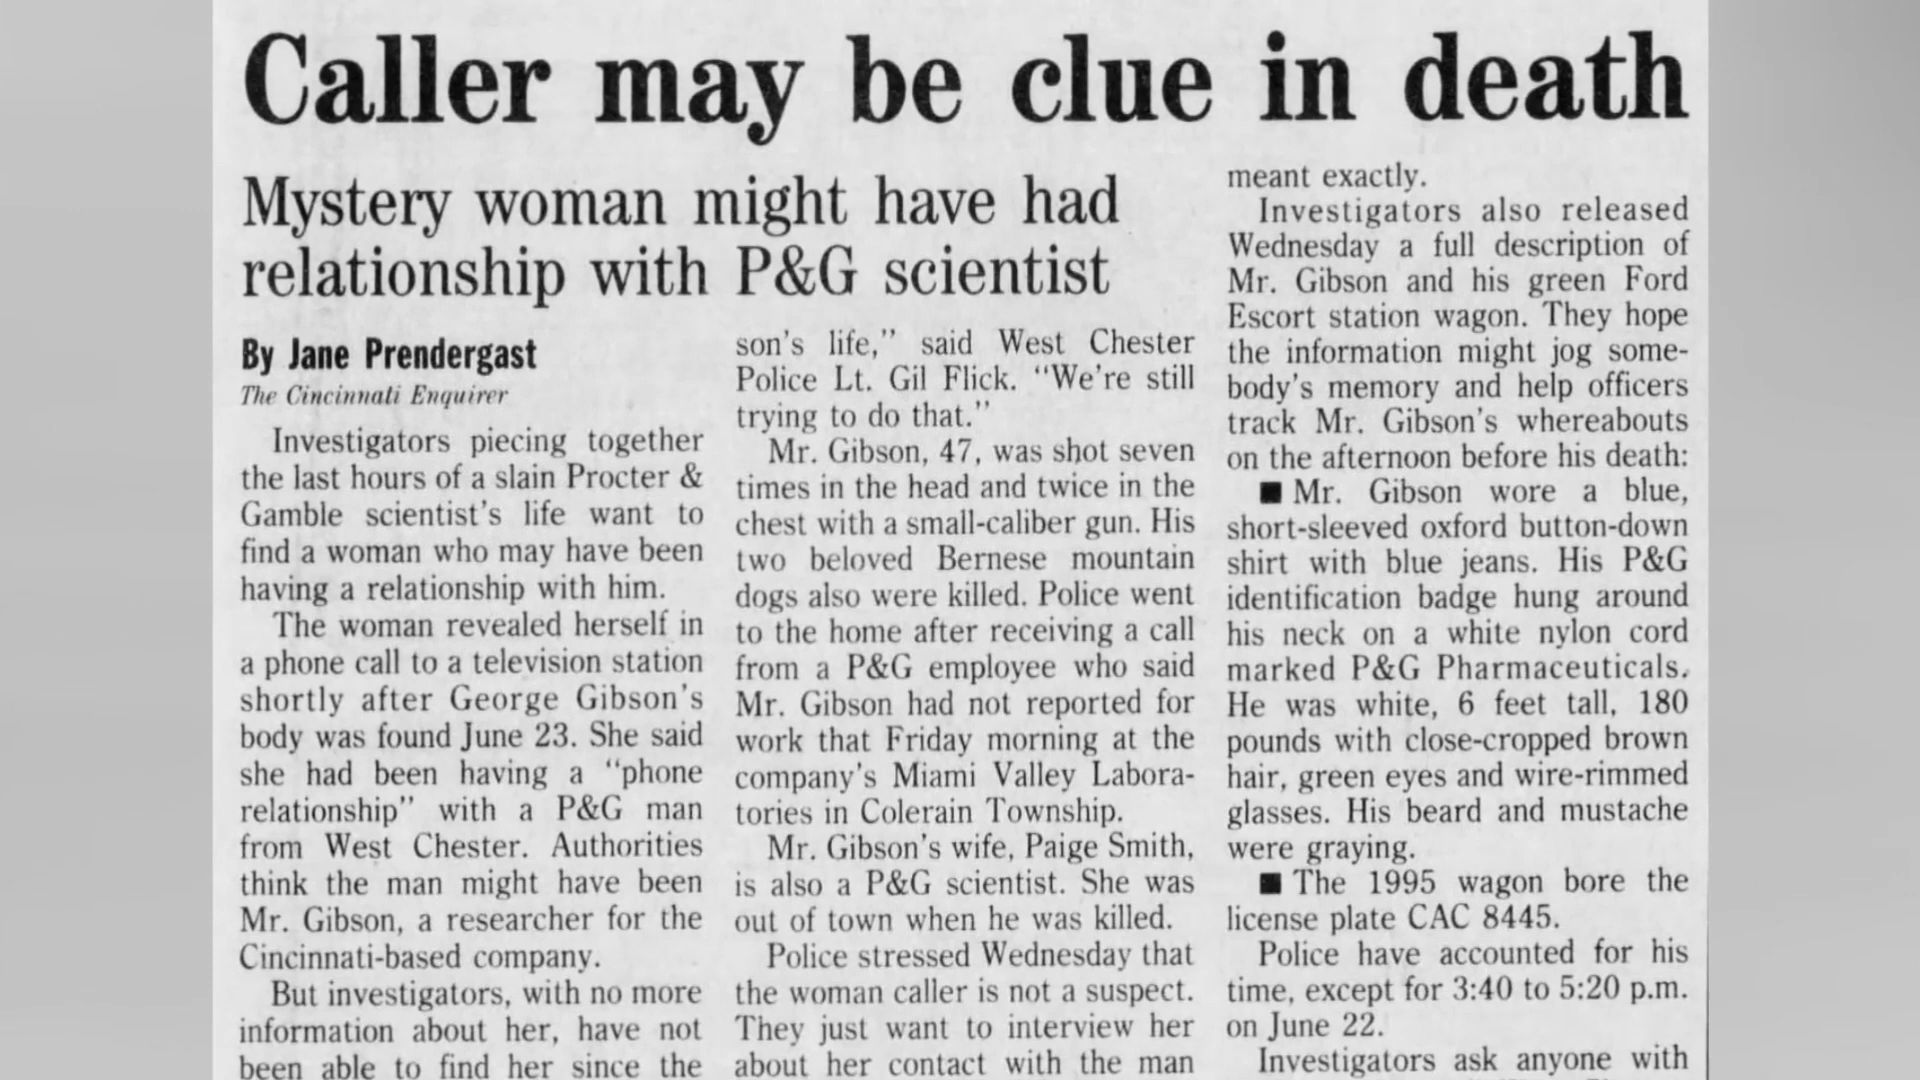 Caller may be clue in death
Mystery woman might have had
relationship with P&G scientist
By Jane Prendergast
The Cincinnati Enquirer
Investigators piecing together
the last hours of a slain Procter &
Gamble scientist's life want to
find a woman who may have been
having a relationship with him.
The woman revealed herself in
a phone call to a television station
shortly after George Gibson's
body was found June 23. She said
she had been having a "phone
relationship" with a P&G man
from West Chester. Authorities
think the man might have been
Mr. Gibson, a researcher for the
Cincinnati-based company.
But investigators, with no more
information about her, have not
been able to find her since the
son's life," said West Chester
Police Lt. Gil Flick. "We're still
trying to do that."
Mr. Gibson, 47, was shot seven
times in the head and twice in the
chest with a small-caliber gun. His
two beloved Bernese mountain
dogs also were killed. Police went
to the home after receiving a call
from a P&G employee who said
Mr. Gibson had not reported for
work that Friday morning at the
company's Miami Valley Labora-
tories in Colerain Township.
Mr. Gibson's wife, Paige Smith,
is also a P&G scientist. She was
out of town when he was killed.
Police stressed Wednesday that
the woman caller is not a suspect.
They just want to interview her
about her contact with the man
meant exactly.
Investigators also released
Wednesday a full description of
Mr. Gibson and his green Ford
Escort station wagon. They hope
the information might jog some-
body's memory and help officers
track Mr. Gibson's whereabouts
on the afternoon before his death:
■ Mr. Gibson wore a blue,
short-sleeved oxford button-down
shirt with blue jeans. His P&G
identification badge hung around
his neck on a white nylon cord
marked P&G Pharmaceuticals.
He was white, 6 feet tall, 180
pounds with close-cropped brown
hair, green eyes and wire-rimmed
glasses. His beard and mustache
were graying.
■ The 1995 wagon bore the
license plate CAC 8445.
Police have accounted for his
time, except for 3:40 to 5:20 p.m.
on June 22.
Investigators ask anyone with